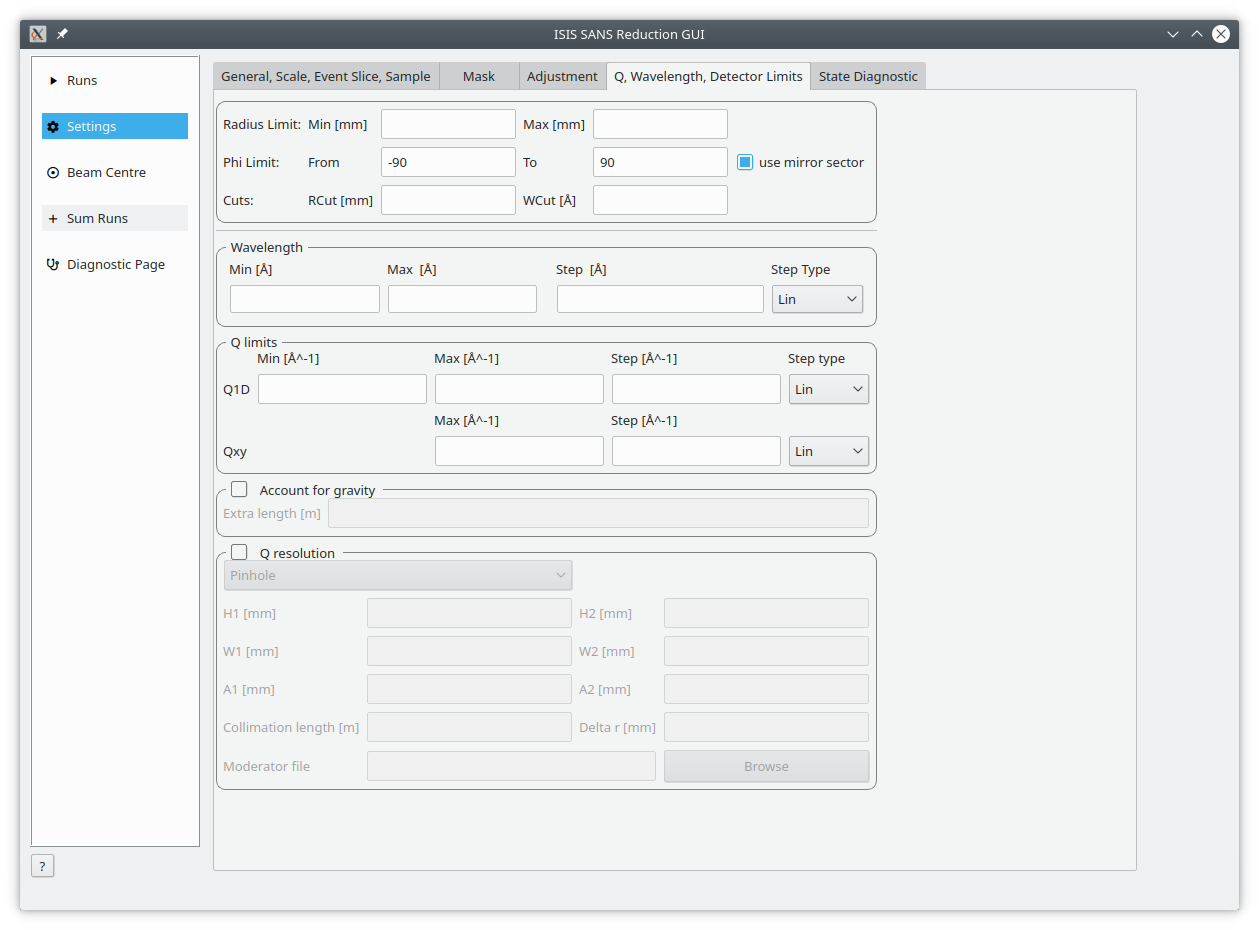 ISIS SANS Reduction GUI
Runs
Settings
Beam Centre
Sum Runs
Diagnostic Page
?
General, Scale, Event Slice, Sample Mask Adjustment Q, Wavelength, Detector Limits State Diagnostic
Radius Limit: Min [mm] Max [mm]
Phi Limit: From -90 To 90 use mirror sector
Cuts: RCut [mm] WCut [Å]
Wavelength
Min [Å] Max [Å] Step [Å] Step Type
Lin
Q limits
Min [Å^-1] Max [Å^-1] Step [Å^-1] Step type
Q1D Lin
Max [Å^-1] Step [Å^-1]
Qxy Lin
Account for gravity
Extra length [m]
Q resolution
Pinhole
H1 [mm] H2 [mm]
W1 [mm] W2 [mm]
A1 [mm] A2 [mm]
Collimation length [m] Delta r [mm]
Moderator file Browse